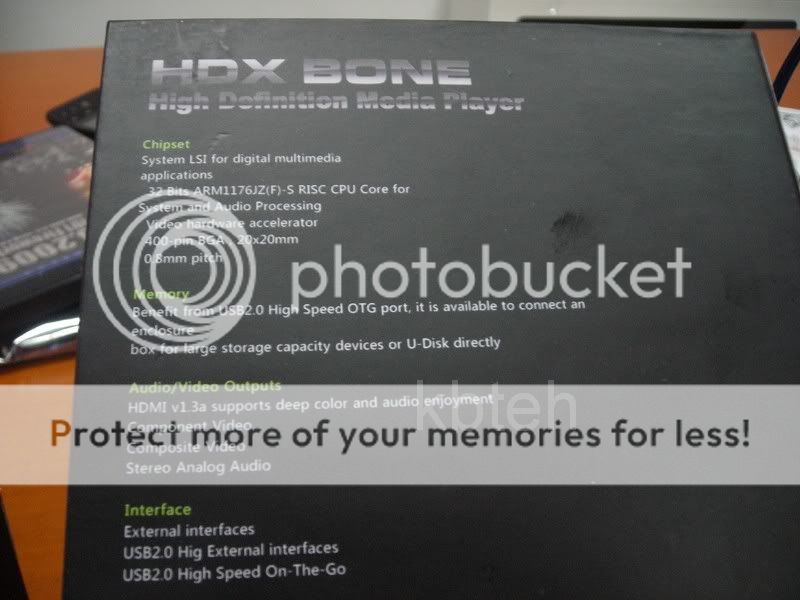 HDX BONE
High Definition Media Player
Chipset
System LSI for digital multimedia
applications
32 Bits ARM1176JZ(F)-S RISC CPU Core for
System and Audio Processing
Video hardware accelerator
400-pin BGA , 20x20mm
0.8mm pitch
photobucket
Memory
Benefit from USB2.0 High Speed OTG port, it is available to connect an
enclosure
box for large storage capacity devices or U-Disk directly
Audio/Video Outputs
HDMI v1.3a supports deep color and audio enjoyment
kbteh
Component Video
Protect more of your memories for less!
Composite Video
Stereo Analog Audio
Interface
External interfaces
USB2.0 Hig External interfaces
USB2.0 High Speed On-The-Go
2009